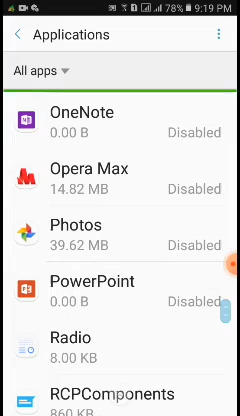 78% 9:19 PM
Applications
All apps
OneNote
0.00 B Disabled
Opera Max
14.82 MB Disabled
Photos
39.62 MB Disabled
PowerPoint
0.00 B Disabled
Radio
8.00 KB
RCPComponents
860 KB